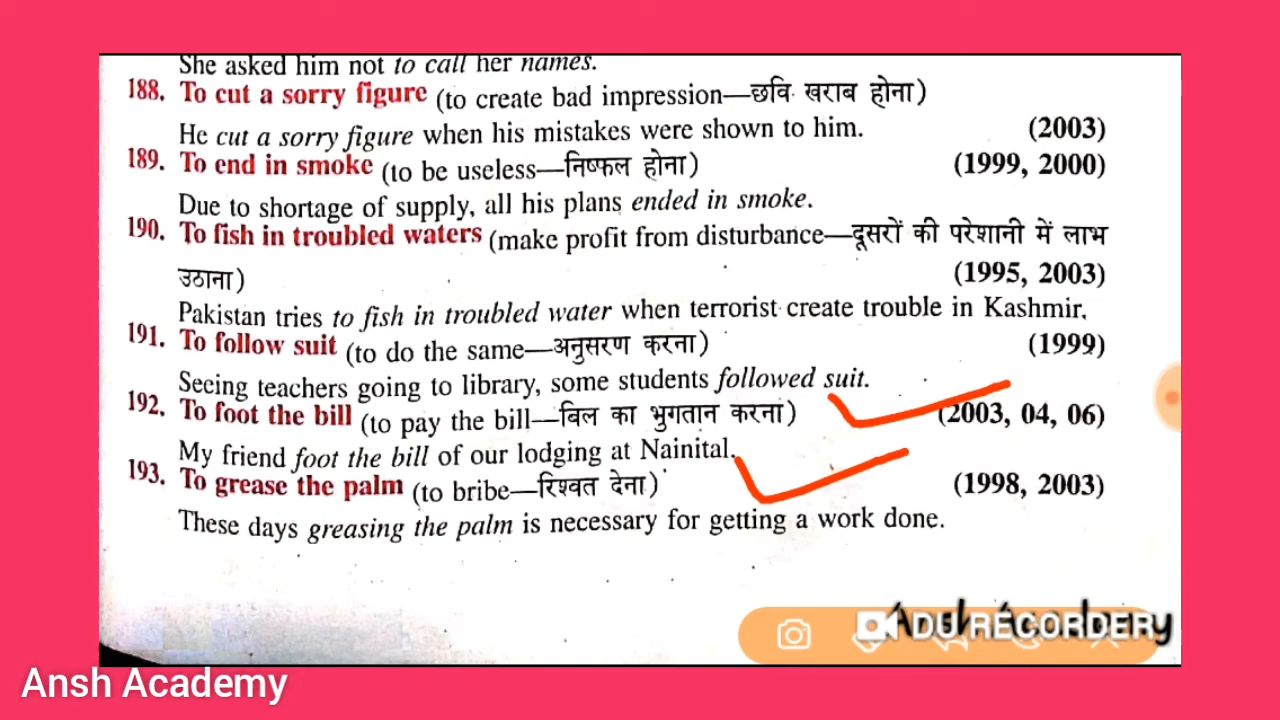 She asked him not to call her names.
188. To cut a sorry figure (to create bad impression—छवि खराब होना)
He cut a sorry figure when his mistakes were shown to him. (2003)
189. To end in smoke (to be useless—निष्फल होना) (1999, 2000)
Due to shortage of supply, all his plans ended in smoke.
190. To fish in troubled waters (make profit from disturbance—दूसरों की परेशानी में लाभ
उठाना) (1995, 2003)
Pakistan tries to fish in troubled water when terrorist create trouble in Kashmir.
191. To follow suit (to do the same—अनुसरण करना) (1999)
Seeing teachers going to library, some students followed suit.
192. To foot the bill (to pay the bill—बिल का भुगतान करना) (2003, 04, 06)
My friend foot the bill of our lodging at Nainital.
193. To grease the palm (to bribe—रिश्वत देना) (1998, 2003)
These days greasing the palm is necessary for getting a work done.
Ansh Academy
DU RECORDER
Ansh Academy